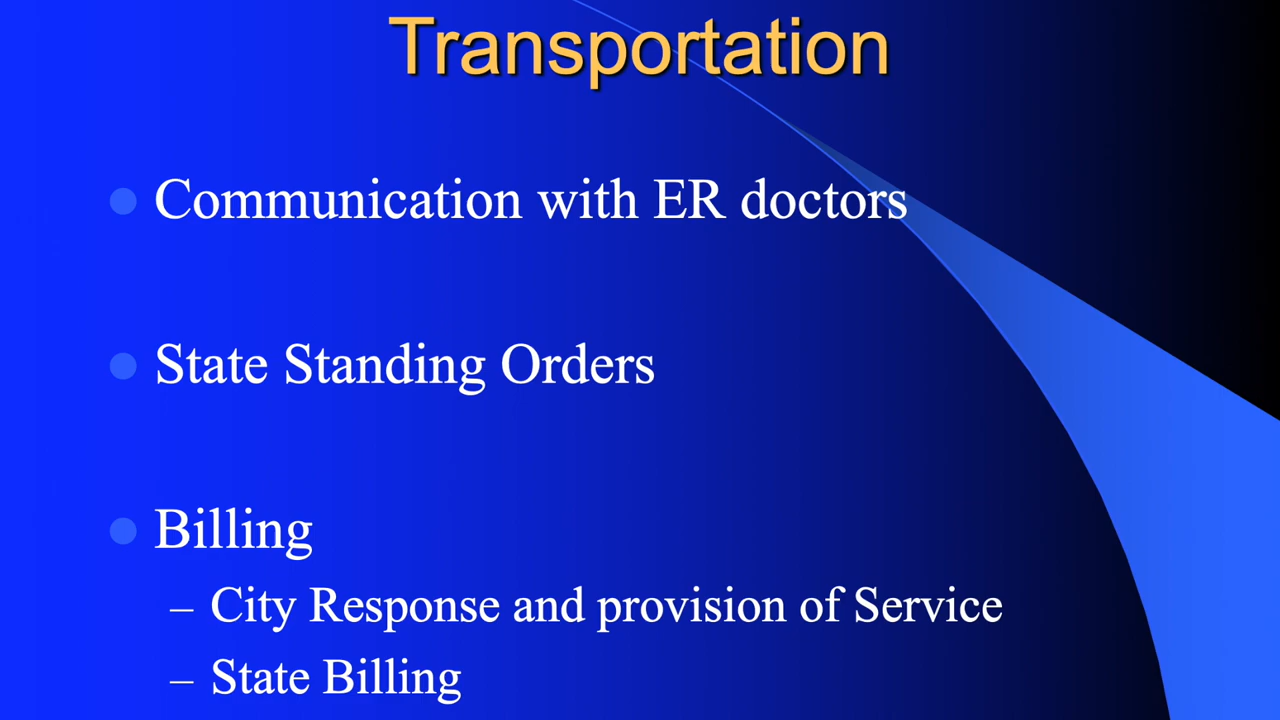 Transportation
Communication with ER doctors
State Standing Orders
Billing
– City Response and provision of Service
– State Billing